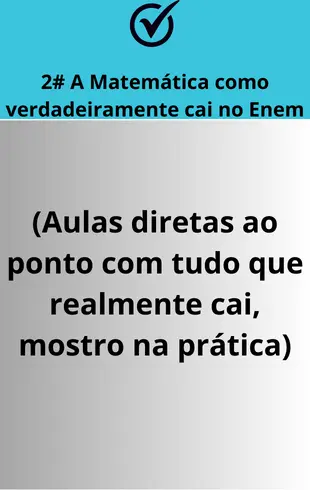 2# A Matemática como
verdadeiramente cai no Enem
(Aulas diretas ao
ponto com tudo que
realmente cai,
mostro na prática)